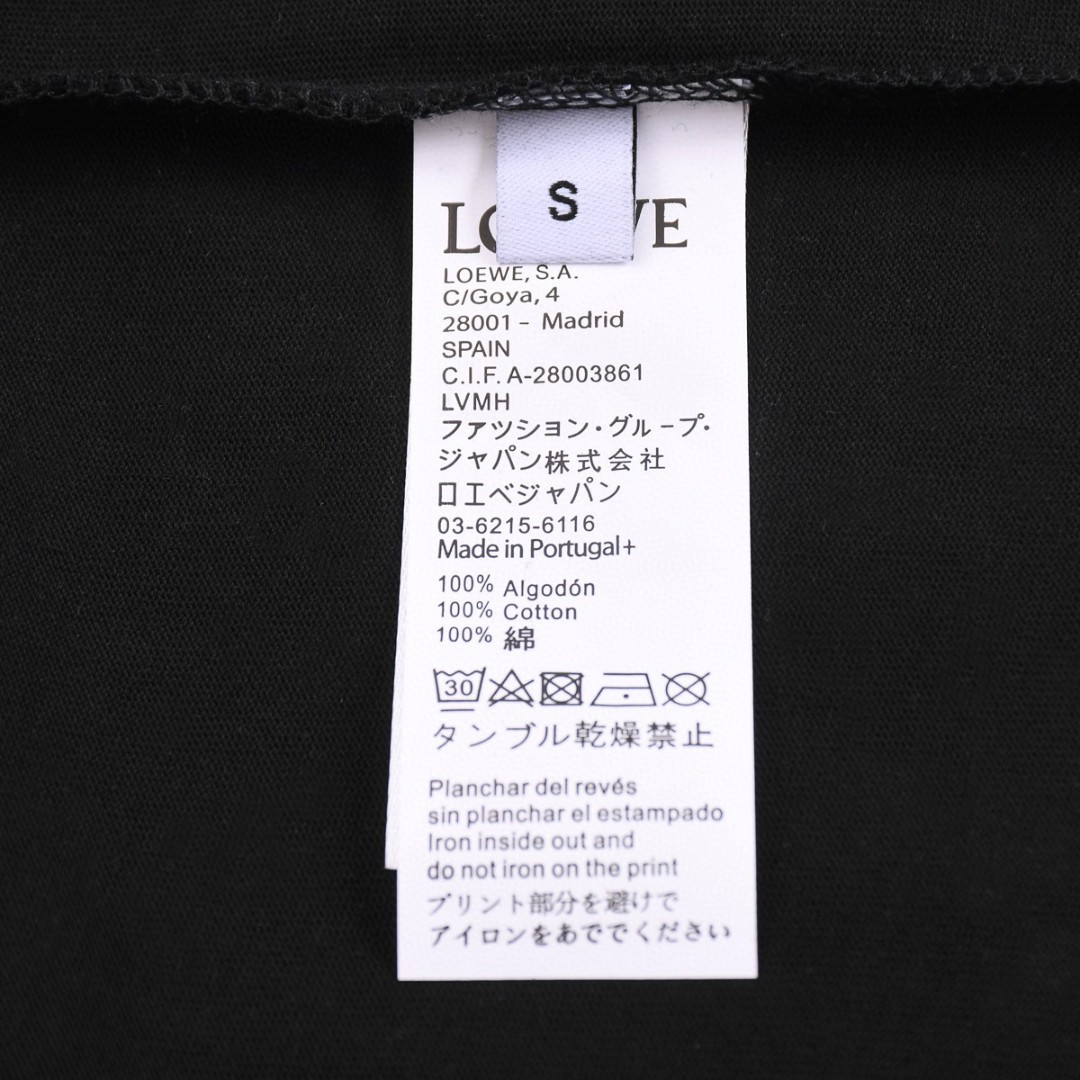 S
LOEWE
LOEWE, S.A.
C/Goya, 4
28001 - Madrid
SPAIN
C.I.F. A-28003861
LVMH
ファツション・グルｰプ・
ジャパン株式会社
ロエベジャパン
03-6215-6116
Made in Portugal+
100% Algodón
100% Cotton
100% 綿
30
タンブル乾燥禁止
Planchar del revés
sin planchar el estampado
Iron inside out and
do not iron on the print
プリント部分を避けで
アイロンをあででください